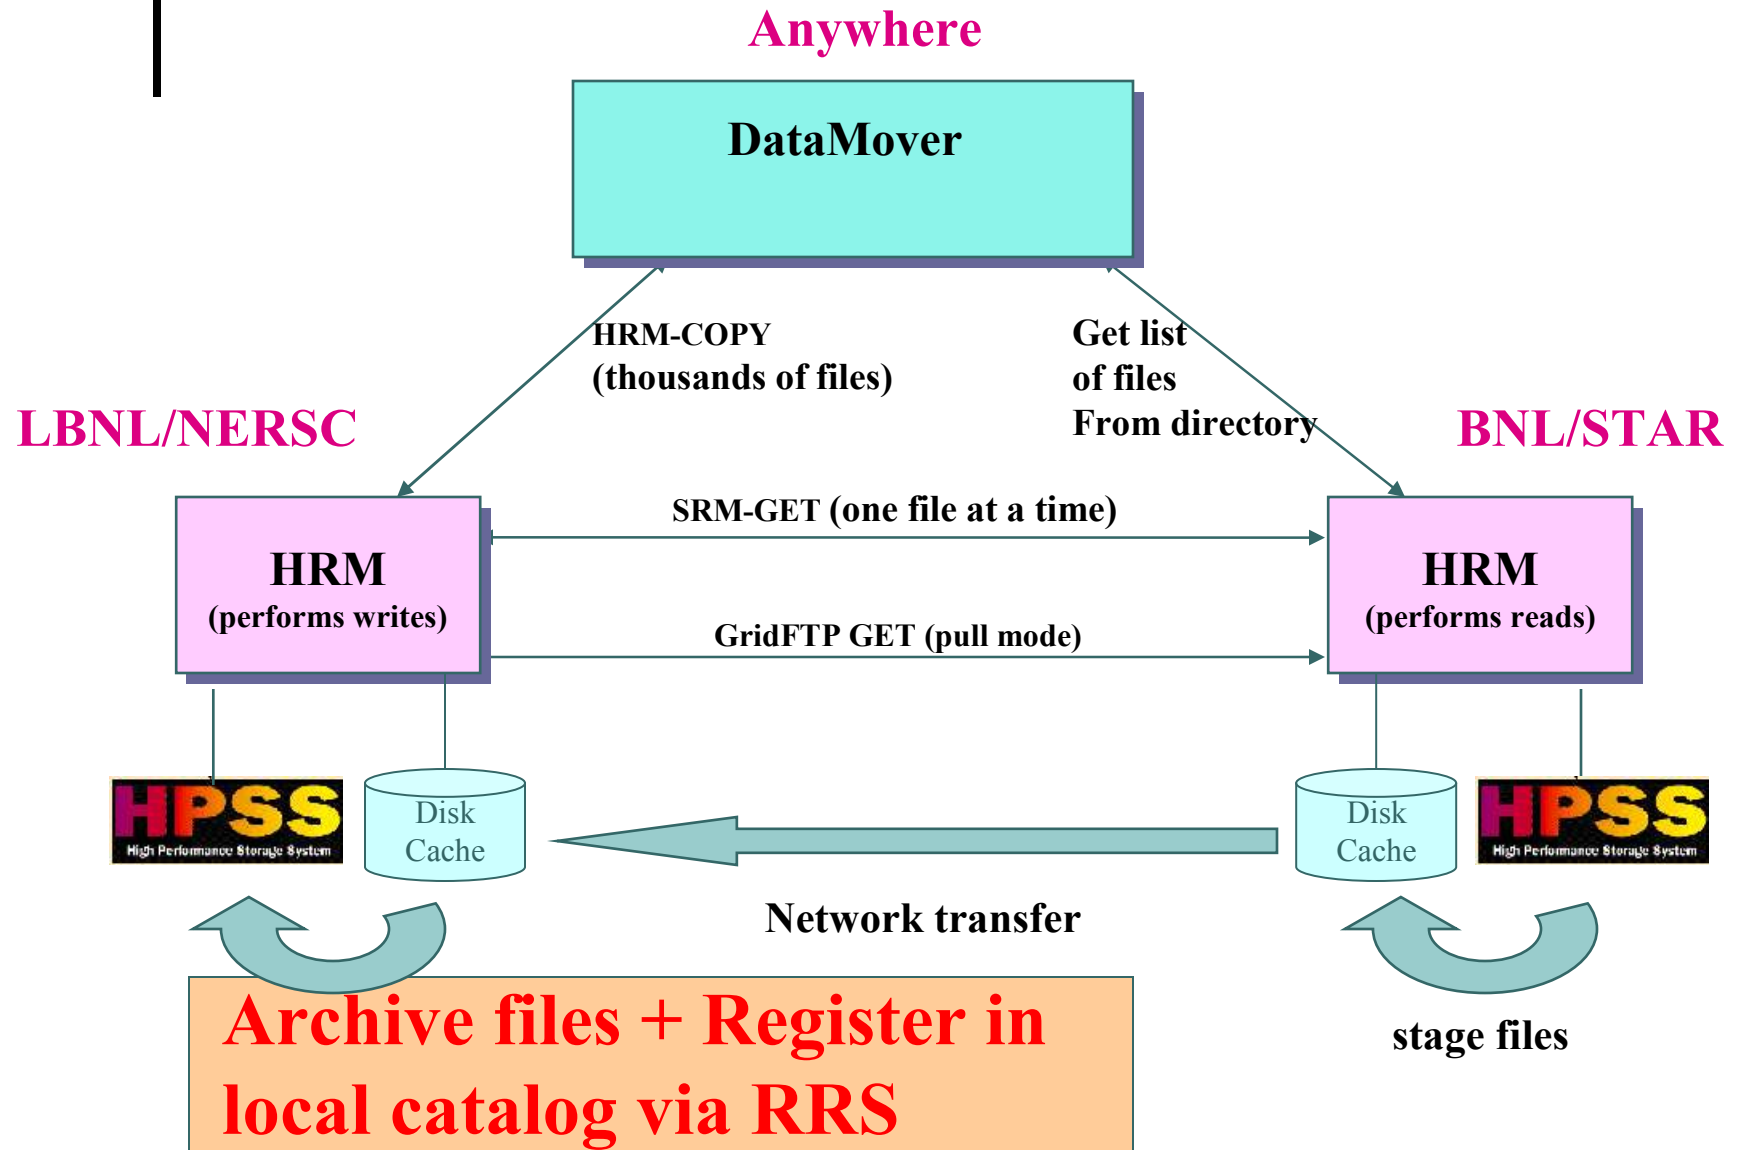 Anywhere
DataMover
HRM-COPY
(thousands of files)
Get list
of files
From directory
LBNL/NERSC
BNL/STAR
SRM-GET (one file at a time)
HRM
(performs writes)
HRM
(performs reads)
GridFTP GET (pull mode)
HPSS
High Performance Storage System
Disk
Cache
Disk
Cache
HPSS
High Performance Storage System
Network transfer
Archive files + Register in
local catalog via RRS
stage files